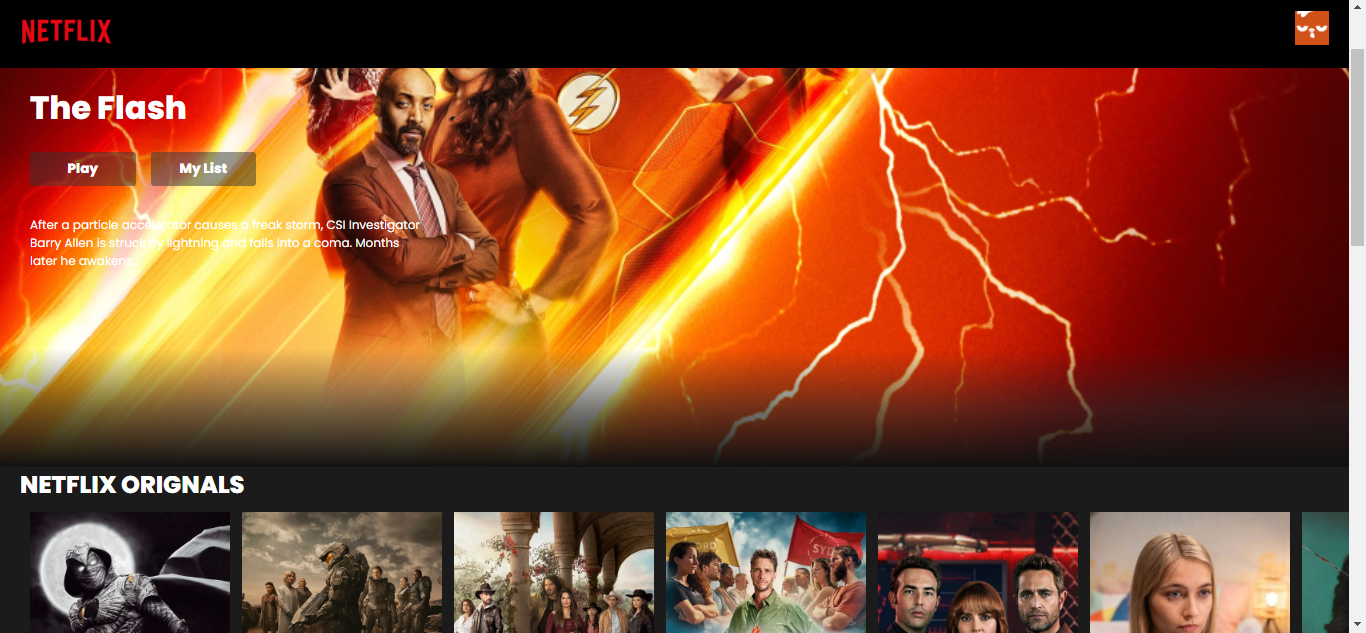 NETFLIX
The Flash
Play
My List
After a particle accelerator causes a freak storm, CSI Investigator
Barry Allen is struck by lightning and falls into a coma. Months
later he awakens...
NETFLIX ORIGNALS